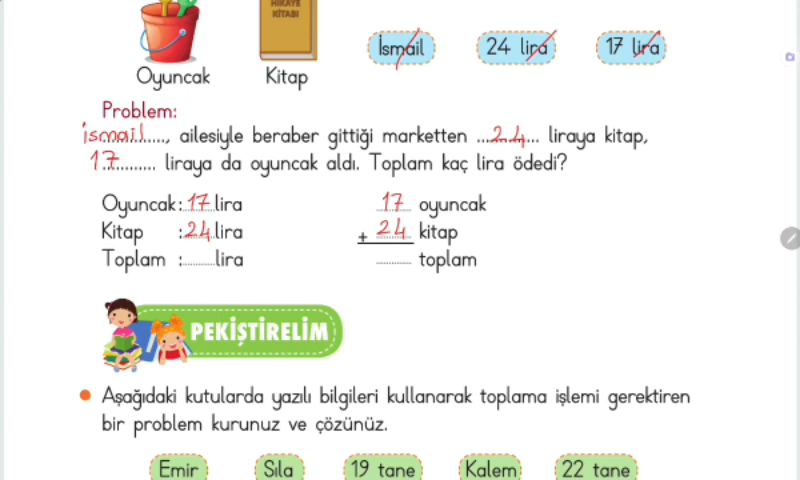 HİKAYE
KİTABI
Oyuncak Kitap İsmail 24 lira 17 lira
Problem:
ismail, ailesiyle beraber gittiği marketten ...24... liraya kitap,
17........... liraya da oyuncak aldı. Toplam kaç lira ödedi?
Oyuncak: 17 lira 17 oyuncak
Kitap : 24 lira + 24 kitap
Toplam :..........lira ........... toplam
PEKİŞTİRELİM
Aşağıdaki kutularda yazılı bilgileri kullanarak toplama işlemi gerektiren
bir problem kurunuz ve çözünüz.
Emir Sıla 19 tane Kalem 22 tane